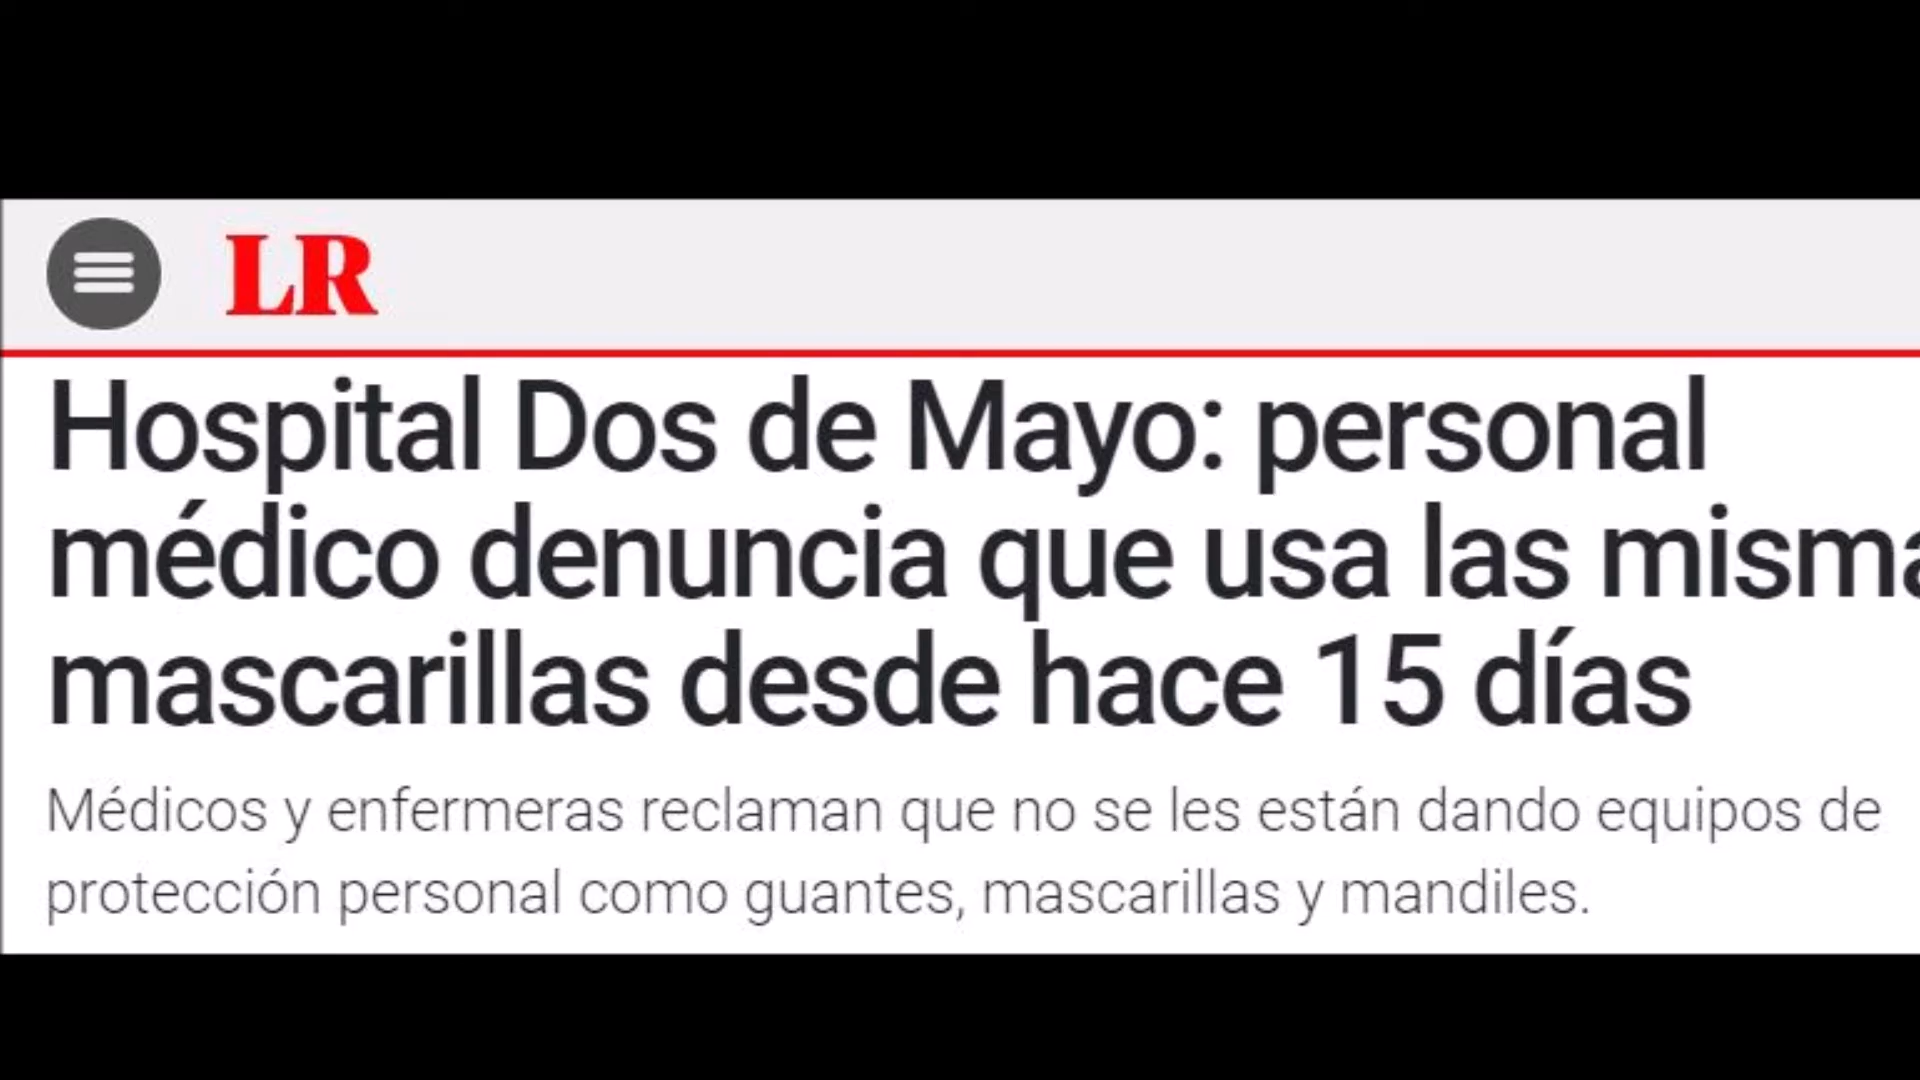 LR
Hospital Dos de Mayo: personal
médico denuncia que usa las misma
mascarillas desde hace 15 días
Médicos y enfermeras reclaman que no se les están dando equipos de
protección personal como guantes, mascarillas y mandiles.